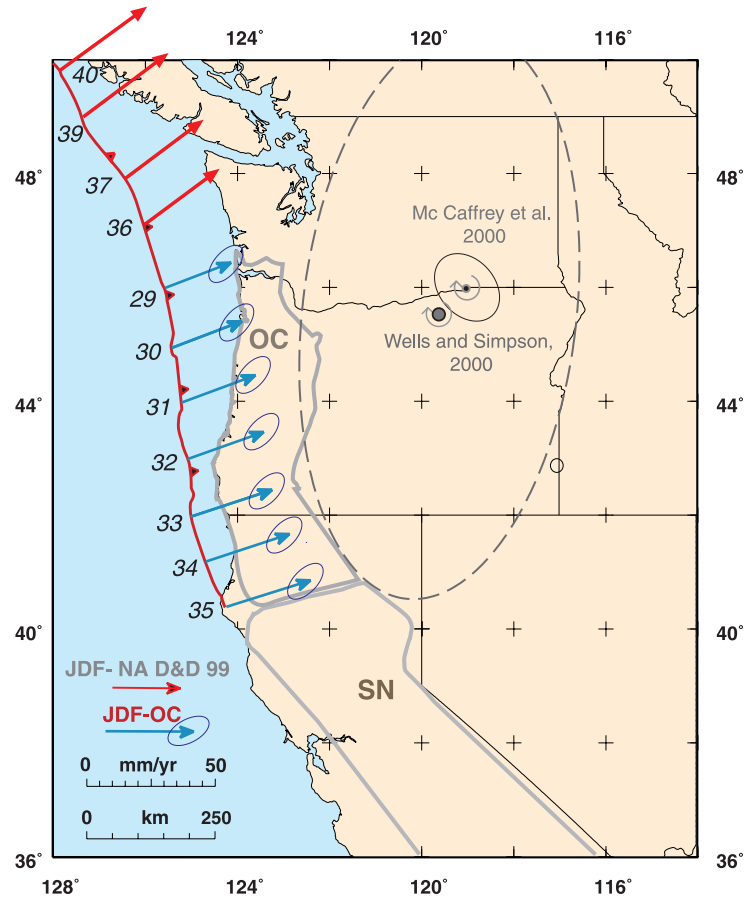 124˚ 120˚ 116˚
40
39
37
36
48˚ 48˚
Mc Caffrey et al.
2000
29
30
OC
Wells and Simpson,
2000
31
44˚ 44˚
32
33
34
35
40˚ 40˚
JDF- NA D&D 99
SN
JDF-OC
0 mm/yr 50
0 km 250
36˚ 36˚
128˚ 124˚ 120˚ 116˚